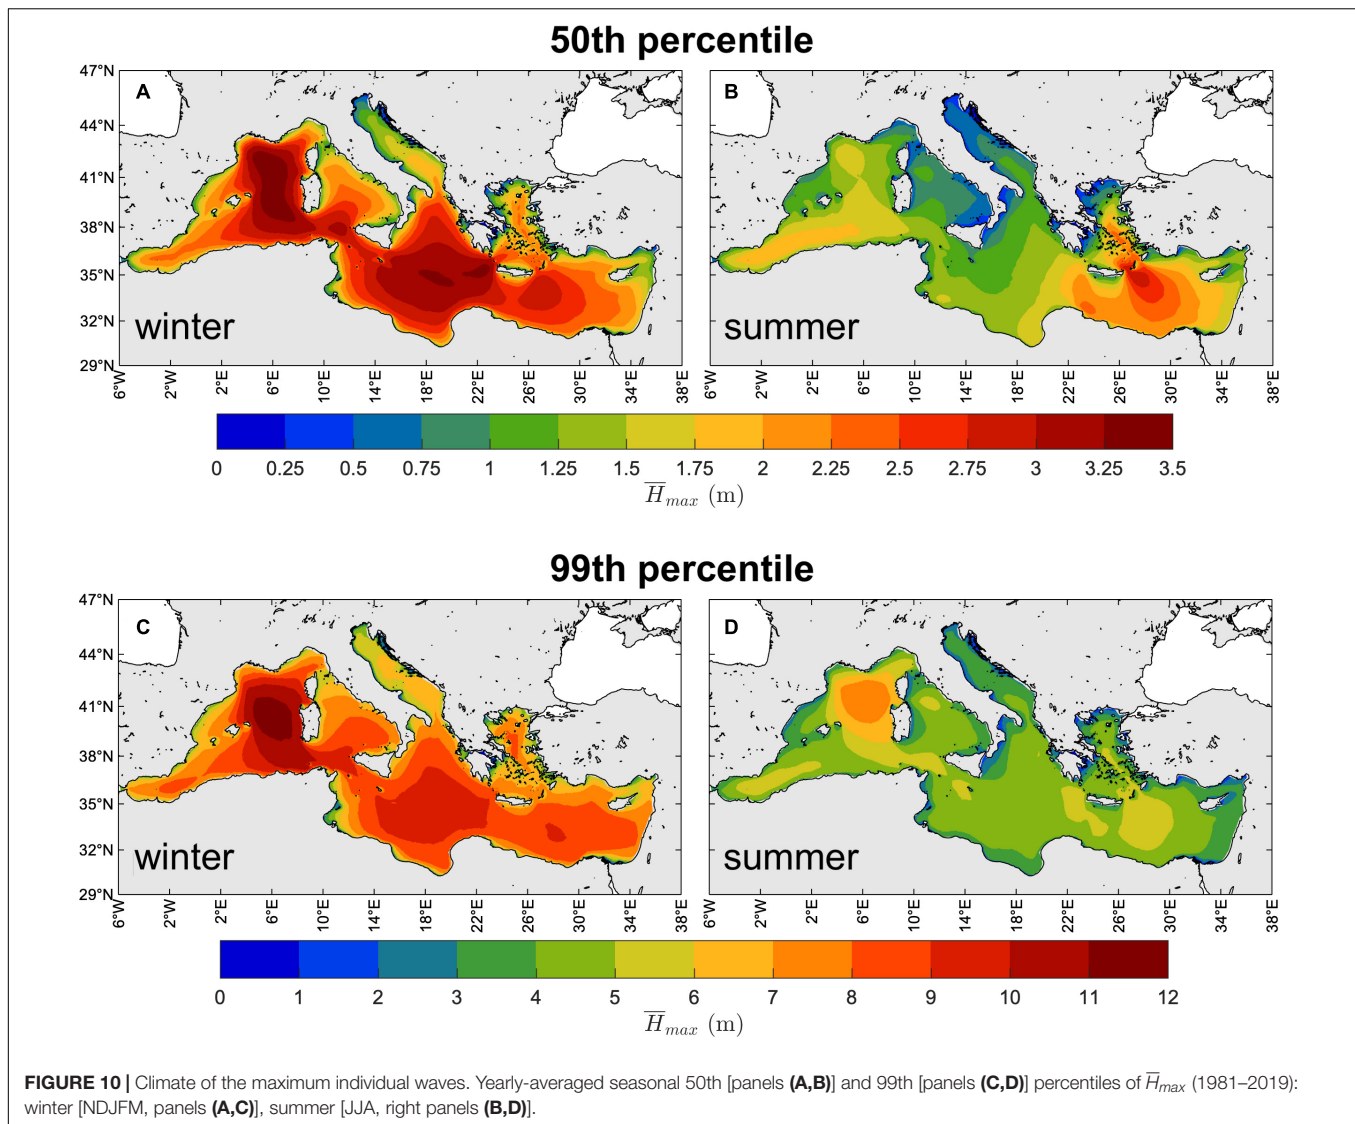 50th percentile
47°N
44°N
41°N
38°N
35°N
32°N
29°N
A
winter
B
summer
6°W
2°W
2°E
6°E
10°E
14°E
18°E
22°E
26°E
30°E
34°E
38°E
6°W
2°W
2°E
6°E
10°E
14°E
18°E
22°E
26°E
30°E
34°E
38°E
0 0.25 0.5 0.75 1 1.25 1.5 1.75 2 2.25 2.5 2.75 3 3.25 3.5
H̅max (m)
99th percentile
47°N
44°N
41°N
38°N
35°N
32°N
29°N
C
winter
D
summer
6°W
2°W
2°E
6°E
10°E
14°E
18°E
22°E
26°E
30°E
34°E
38°E
6°W
2°W
2°E
6°E
10°E
14°E
18°E
22°E
26°E
30°E
34°E
38°E
0 1 2 3 4 5 6 7 8 9 10 11 12
H̅max (m)
FIGURE 10 | Climate of the maximum individual waves. Yearly-averaged seasonal 50th [panels (A,B)] and 99th [panels (C,D)] percentiles of H̅max (1981–2019):
winter [NDJFM, panels (A,C)], summer [JJA, right panels (B,D)].